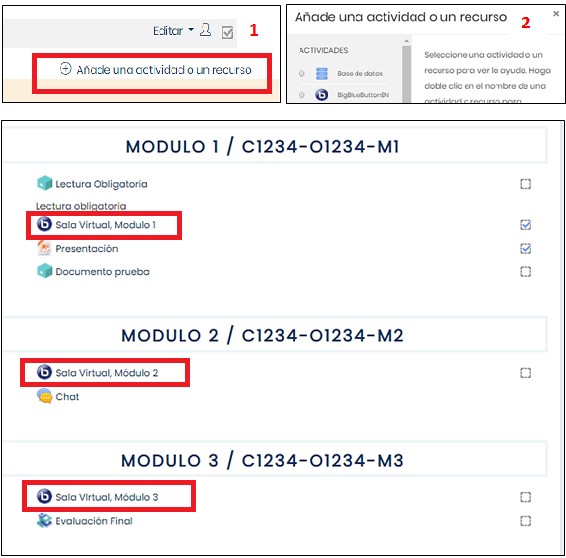 Editar
1
Añade una actividad o un recurso
Añade una actividad o un recurso
2
×
ACTIVIDADES
Base de datos
BigBlueButtonBN
Seleccione una actividad o un
recurso para ver la ayuda. Haga
doble clic en el nombre de una
actividad o recurso para
MODULO 1 / C1234-O1234-M1
Lectura Obligatoria
Lectura obligatoria
Sala Virtual, Modulo 1
Presentación
Documento prueba
MODULO 2 / C1234-O1234-M2
Sala Virtual, Módulo 2
Chat
MODULO 3 / C1234-O1234-M3
Sala Virtual, Módulo 3
Evaluación Final